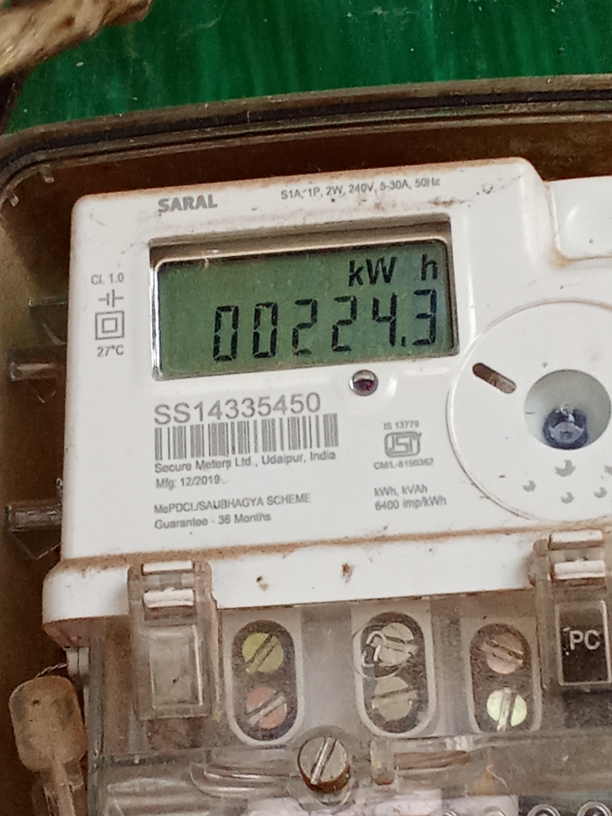 SARAL
S1A, 1P, 2W, 240V, 5-30A, 50Hz
Cl. 1.0
27°C
kW h
00224.3
SS14335450
Secure Meters Ltd., Udaipur, India
Mfg: 12/2019
MePDCL/SAUBHAGYA SCHEME
Guarantee - 36 Months
IS 13779
CM/L-8150362
kWh, kVAh
6400 imp/kWh
PC